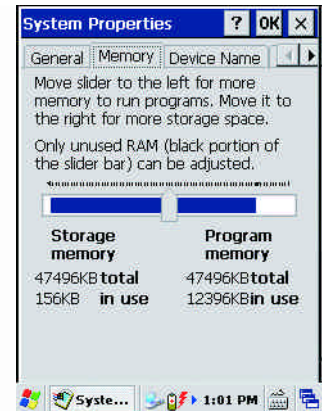 System Properties ? OK ×
General Memory Device Name
Move slider to the left for more
memory to run programs. Move it to
the right for more storage space.
Only unused RAM (black portion of
the slider bar) can be adjusted.
Storage Program
memory memory
47496KB total 47496KB total
156KB in use 12396KB in use
Syste... 1:01 PM